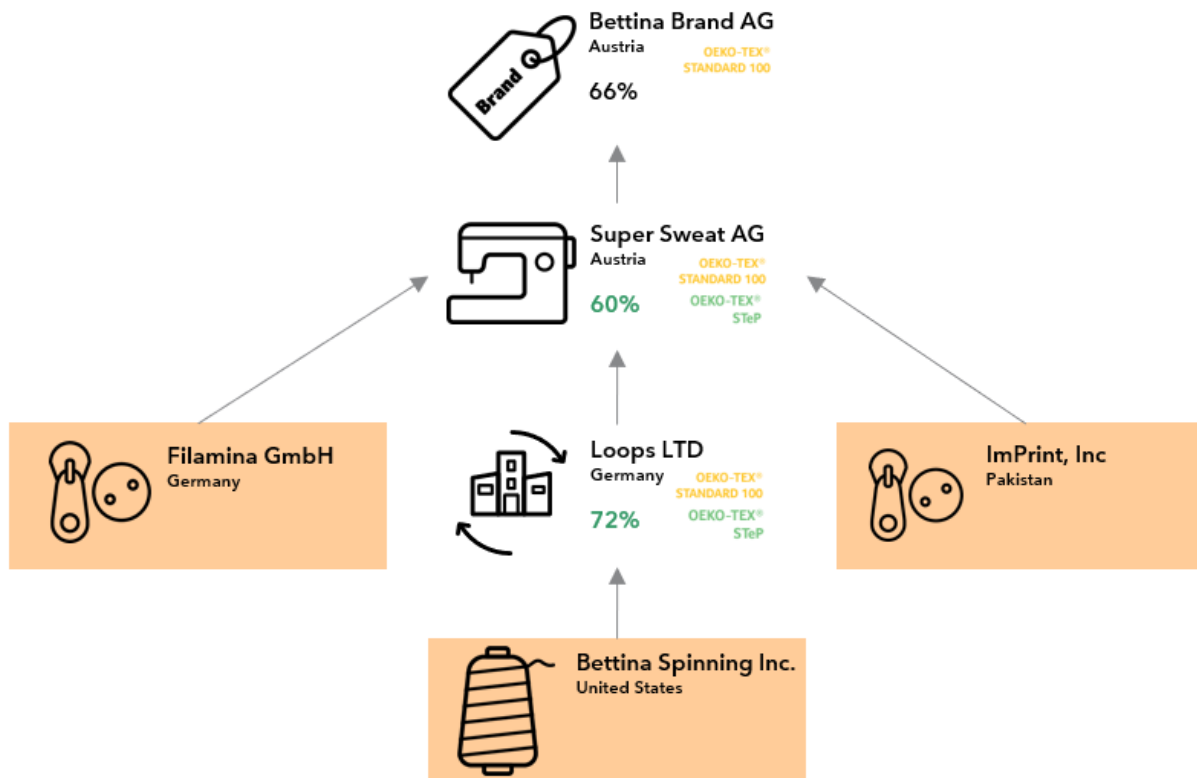 Bettina Brand AG
Austria
OEKO-TEX®
STANDARD 100
66%
Brand
Super Sweat AG
Austria
OEKO-TEX®
STANDARD 100
60%
OEKO-TEX®
STeP
Filamina GmbH
Germany
Loops LTD
Germany
OEKO-TEX®
STANDARD 100
72%
OEKO-TEX®
STeP
ImPrint, Inc
Pakistan
Bettina Spinning Inc.
United States